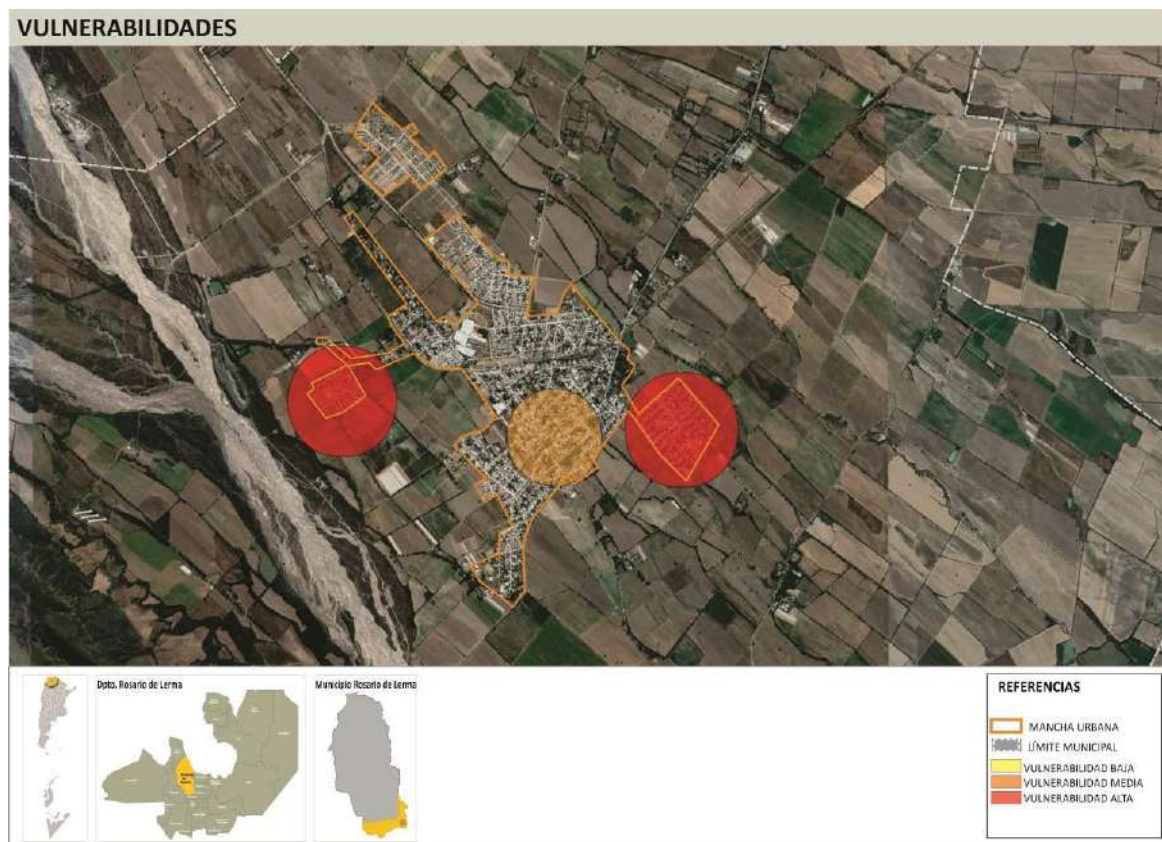 VULNERABILIDADES
Dpto. Rosario de Lerma
Municipio Rosario de Lerma
REFERENCIAS
MANCHA URBANA
LÍMITE MUNICIPAL
VULNERABILIDAD BAJA
VULNERABILIDAD MEDIA
VULNERABILIDAD ALTA